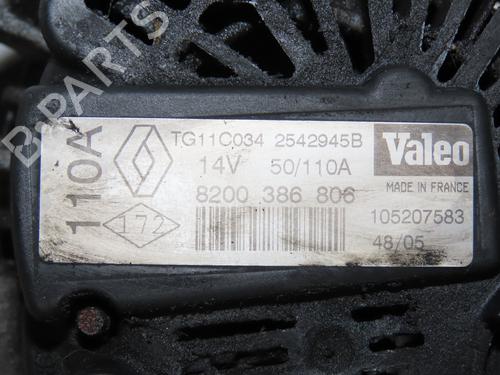 B-PARTS
110A
TG11C034 2542945B
14V 50/110A
8200 386 806
172
Valeo
MADE IN FRANCE
105207583
48/05